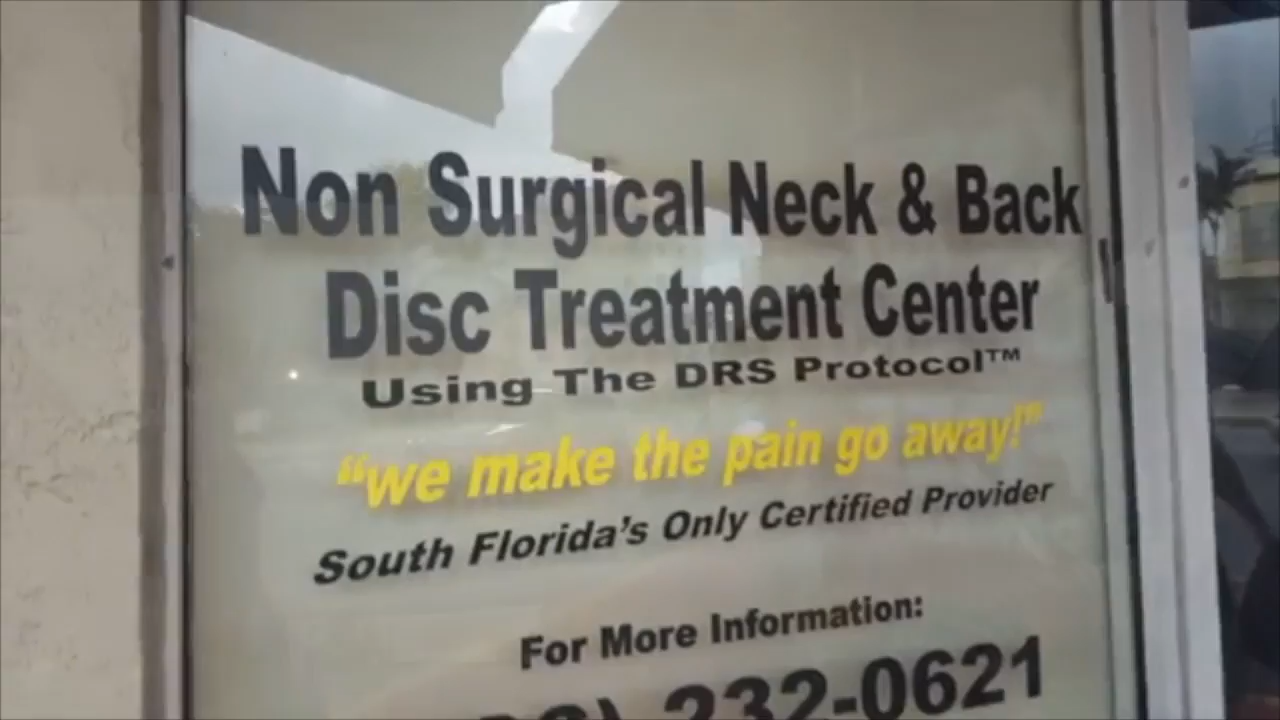 Non Surgical Neck & Back
Disc Treatment Center
Using The DRS Protocol™
“we make the pain go away!”
South Florida's Only Certified Provider
For More Information:
232-0621